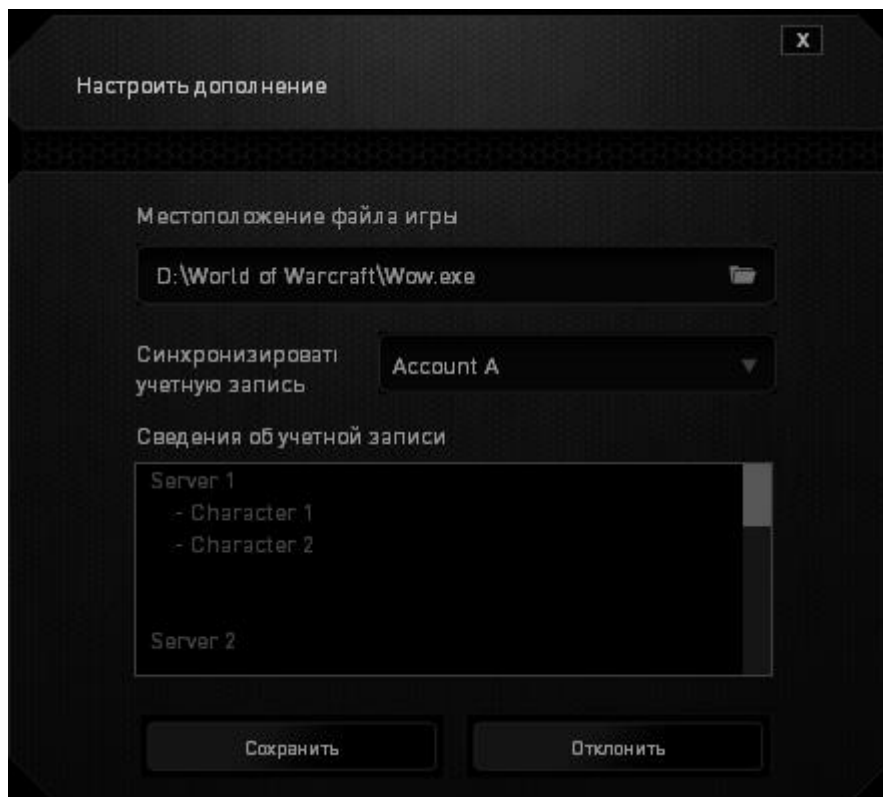 X
Настроить дополнение
Местоположение файла игры
D:\World of Warcraft\Wow.exe
Синхронизироват
учетную запись
Account A
Сведения об учетной записи
Server 1
- Character 1
- Character 2
Server 2
Сохранить
Отклонить